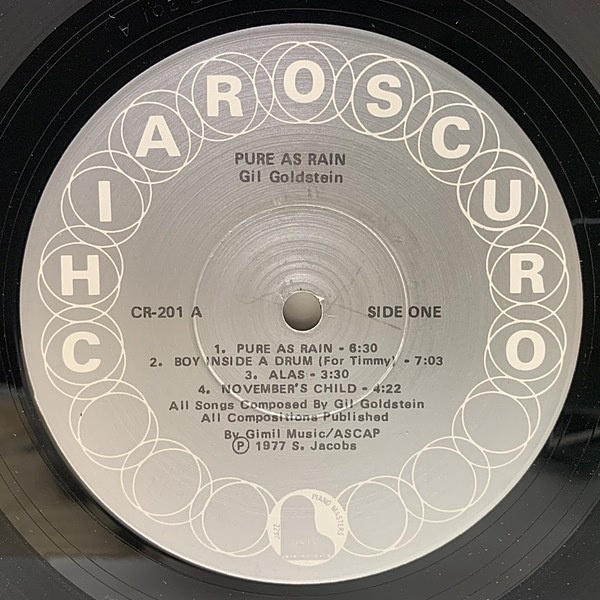 CHIAROSCURO
PURE AS RAIN
Gil Goldstein
CR-201 A
SIDE ONE
1. PURE AS RAIN - 6:30
2. BOY INSIDE A DRUM (For Timmy) - 7:03
3. ALAS - 3:30
4. NOVEMBER'S CHILD - 4:22
All Songs Composed By Gil Goldstein
All Compositions Published
By Gimil Music/ASCAP
Ⓟ 1977 S. Jacobs
JAZZ PIANO MASTERS